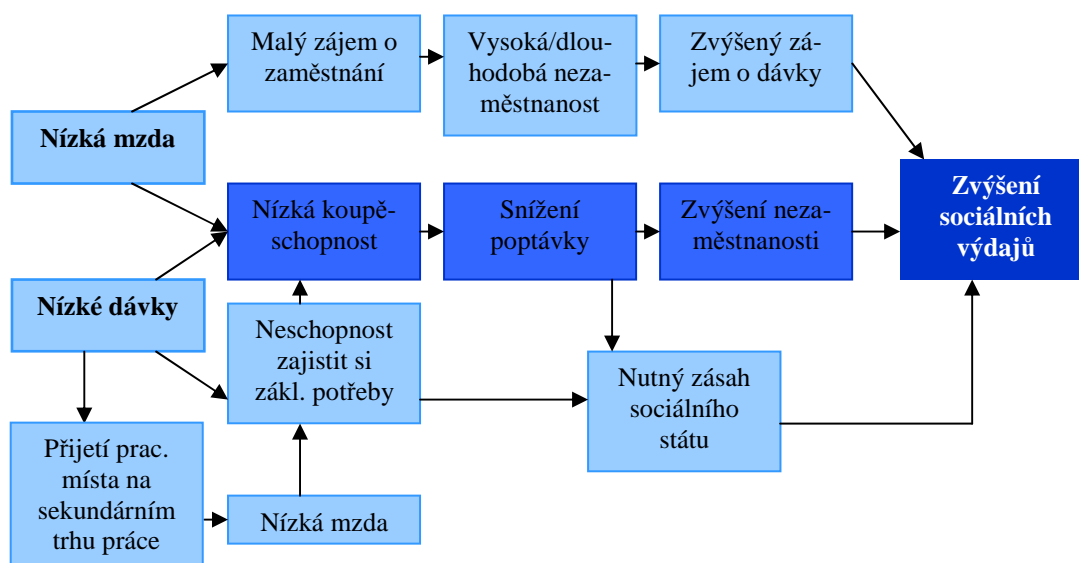 Malý zájem o
zaměstnání
Vysoká/dlou-
hodobá neza-
městnanost
Zvýšený zá-
jem o dávky
Nízká mzda
Nízká koupě-
schopnost
Snížení
poptávky
Zvýšení neza-
městnanosti
Zvýšení
sociálních
výdajů
Nízké dávky
Neschopnost
zajistit si
zákl. potřeby
Nutný zásah
sociálního
státu
Přijetí prac.
místa na
sekundárním
trhu práce
Nízká mzda